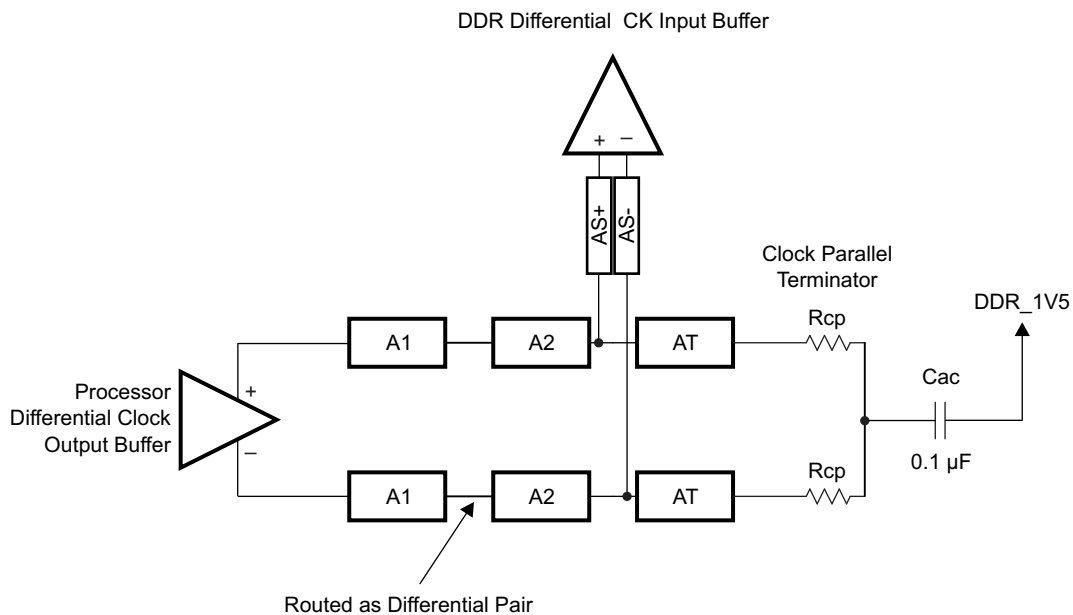 DDR Differential CK Input Buffer
+ −
AS+
AS-
Clock Parallel
Terminator
DDR_1V5
Rcp
A1
A2
AT
Processor
Differential Clock
Output Buffer
+
−
Cac
0.1 µF
Rcp
A1
A2
AT
Routed as Differential Pair